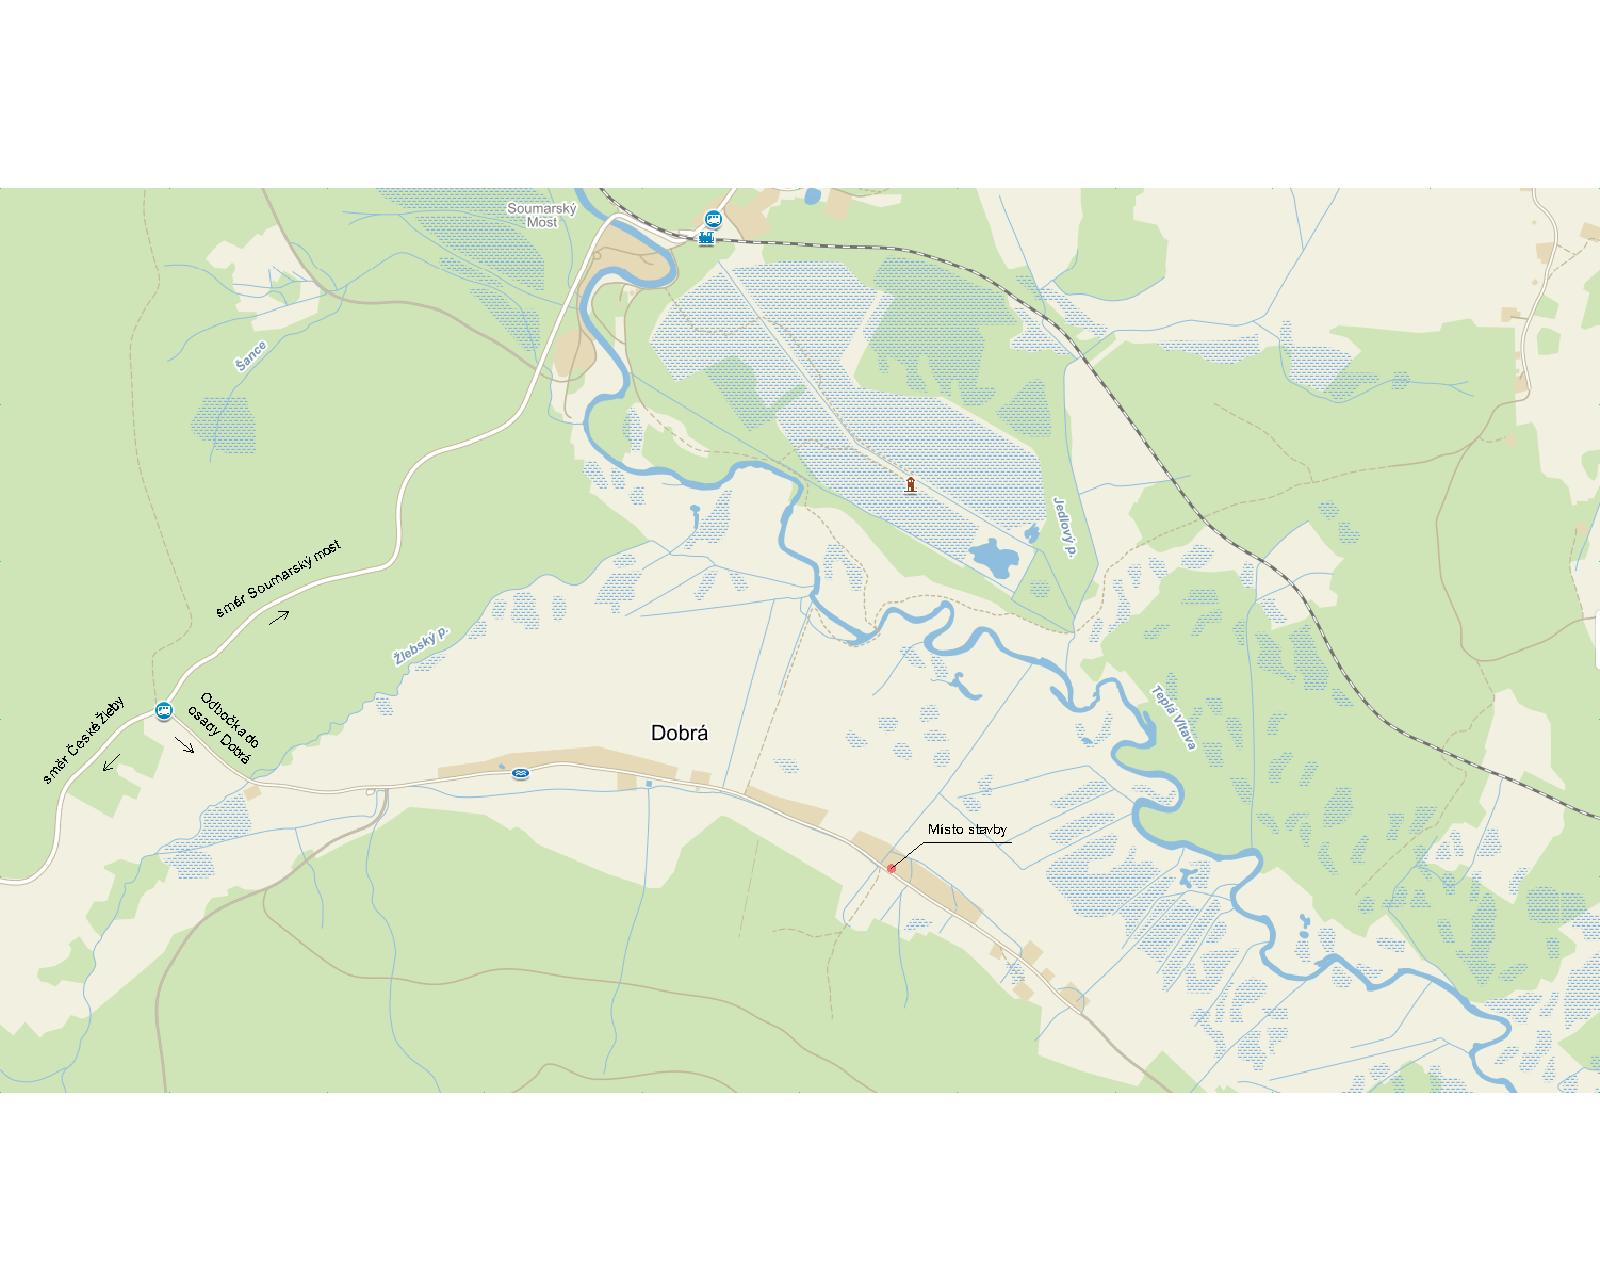 Soumarský
Most
Šance
Jedlový p.
směr Soumarský most
Žlebský p.
Teplá Vltava
směr České Žleby
Odbočka do
osady Dobrá
Dobrá
Místo stavby